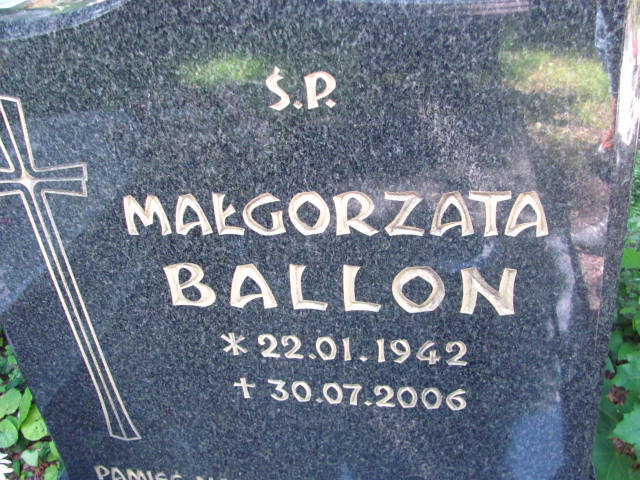 Ś.P.
MAŁGORZATA
BALLON
* 22.01.1942
† 30.07.2006